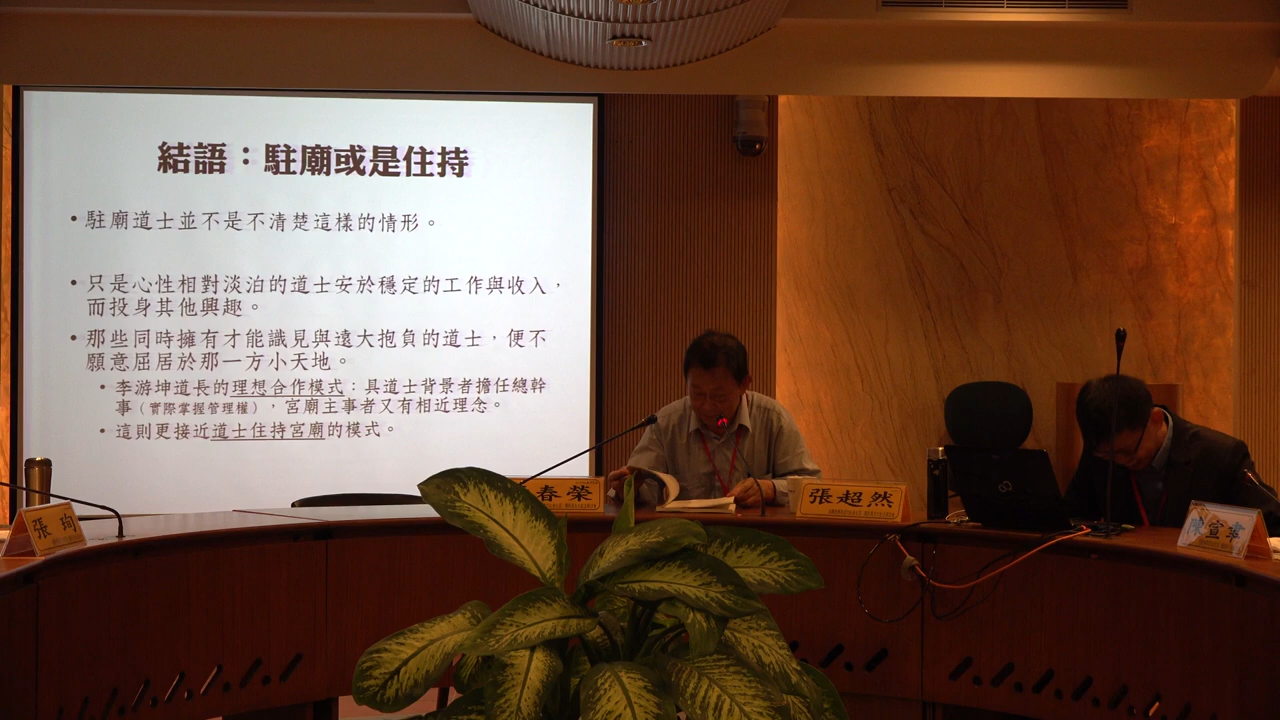 結語：駐廟或是住持
• 駐廟道士並不是不清楚這樣的情形。
• 只是心性相對淡泊的道士安於穩定的工作與收入，
而投身其他興趣。
• 那些同時擁有才能識見與遠大抱負的道士，便不
願意屈居於那一方小天地。
• 李游坤道長的理想合作模式：具道士背景者擔任總幹
事（實際掌握管理權），宮廟主事者又有相近理念。
• 這則更接近道士住持宮廟的模式。
張 珣
春榮
張超然
宣